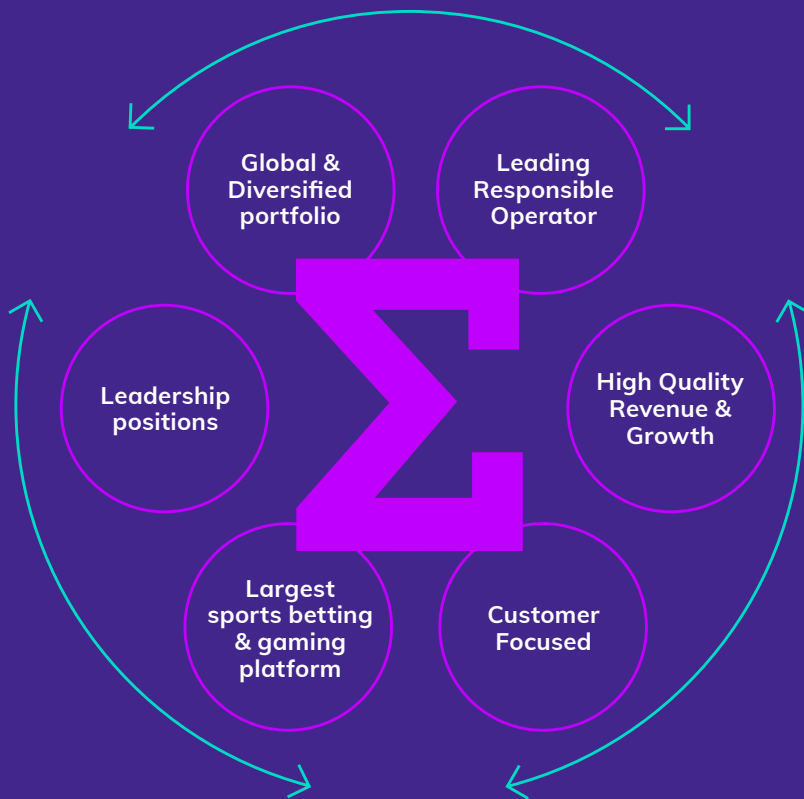 Global &
Diversified
portfolio
Leading
Responsible
Operator
Leadership
positions
Σ
High Quality
Revenue &
Growth
Largest
sports betting
& gaming
platform
Customer
Focused